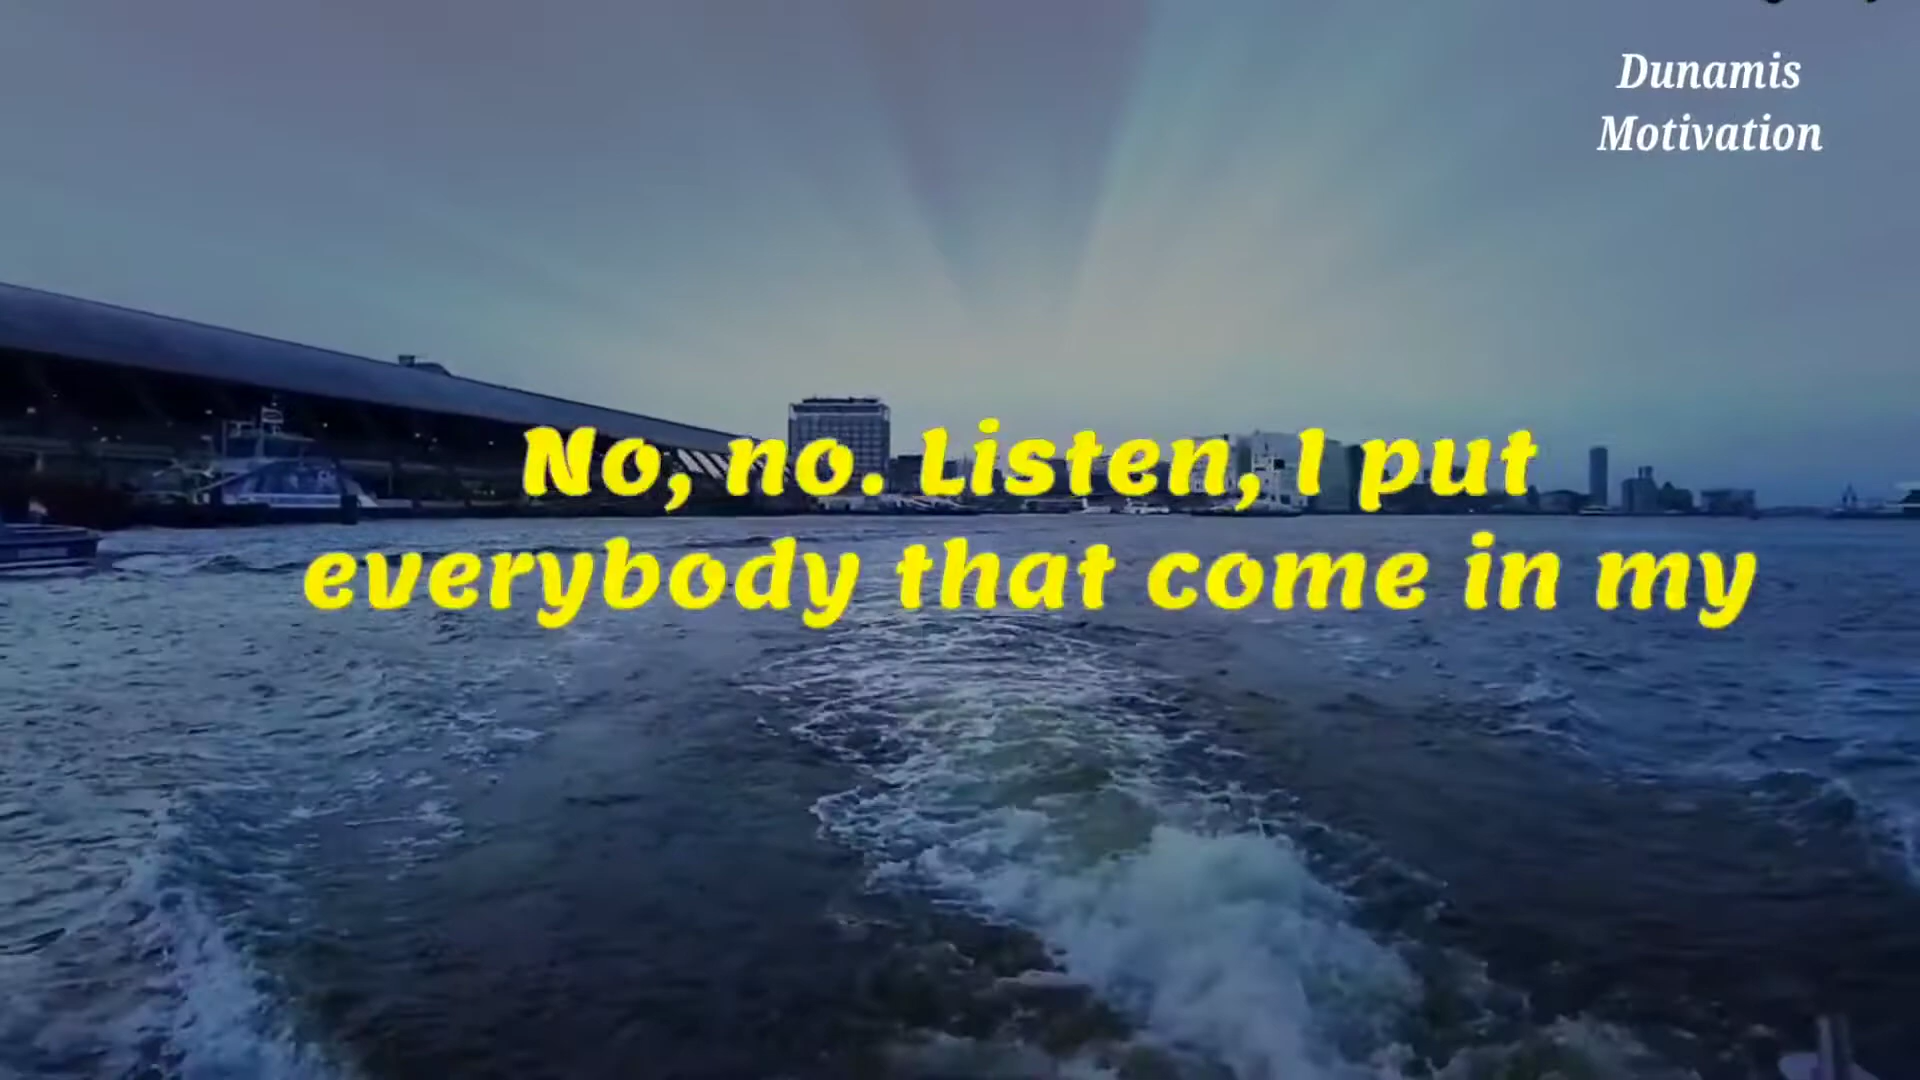 Dunamis
Motivation
No, no. Listen, I put
everybody that come in my